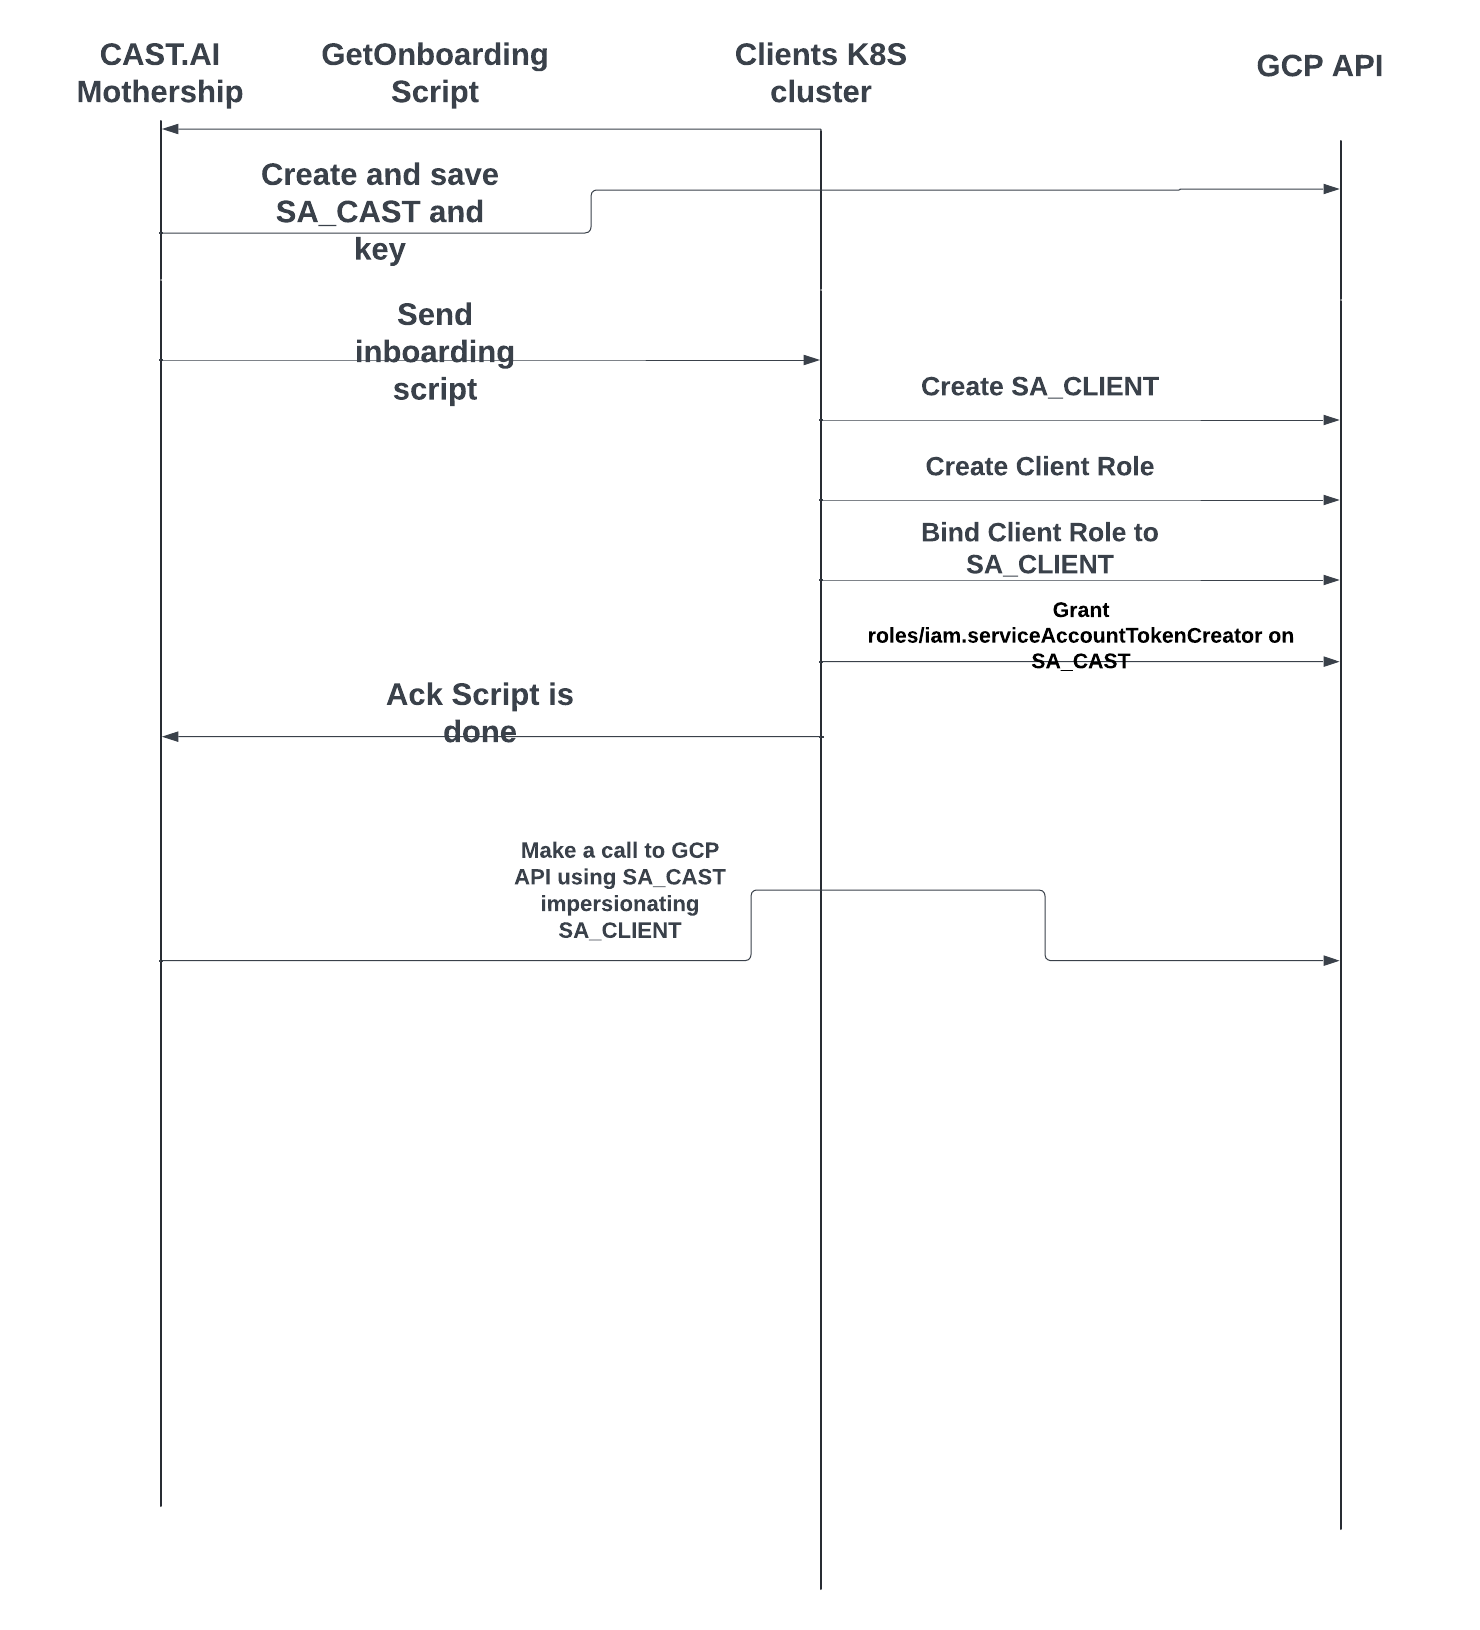 CAST.AI
Mothership
GetOnboarding
Script
Clients K8S
cluster
GCP API
Create and save
SA_CAST and
key
Send
inboarding
script
Create SA_CLIENT
Create Client Role
Bind Client Role to
SA_CLIENT
Grant
roles/iam.serviceAccountTokenCreator on
SA_CAST
Ack Script is
done
Make a call to GCP
API using SA_CAST
impersionating
SA_CLIENT